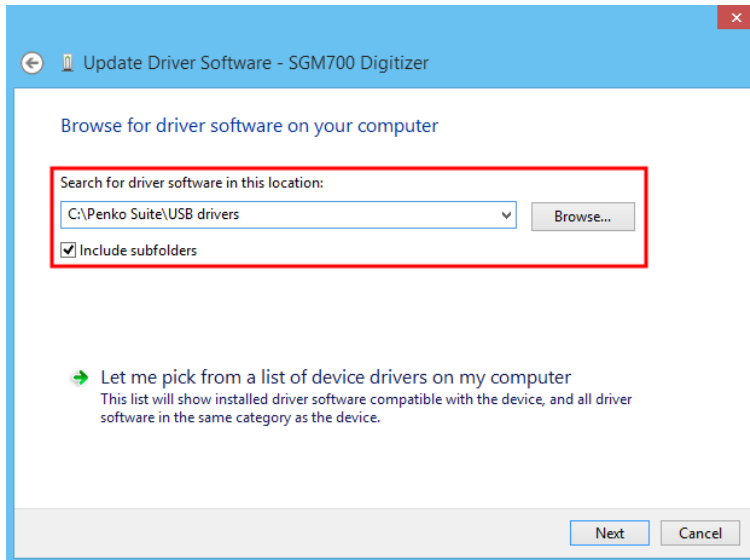 Update Driver Software - SGM700 Digitizer
Browse for driver software on your computer
Search for driver software in this location:
C:\Penko Suite\USB drivers
Browse...
Include subfolders
Let me pick from a list of device drivers on my computer
This list will show installed driver software compatible with the device, and all driver
software in the same category as the device.
Next
Cancel